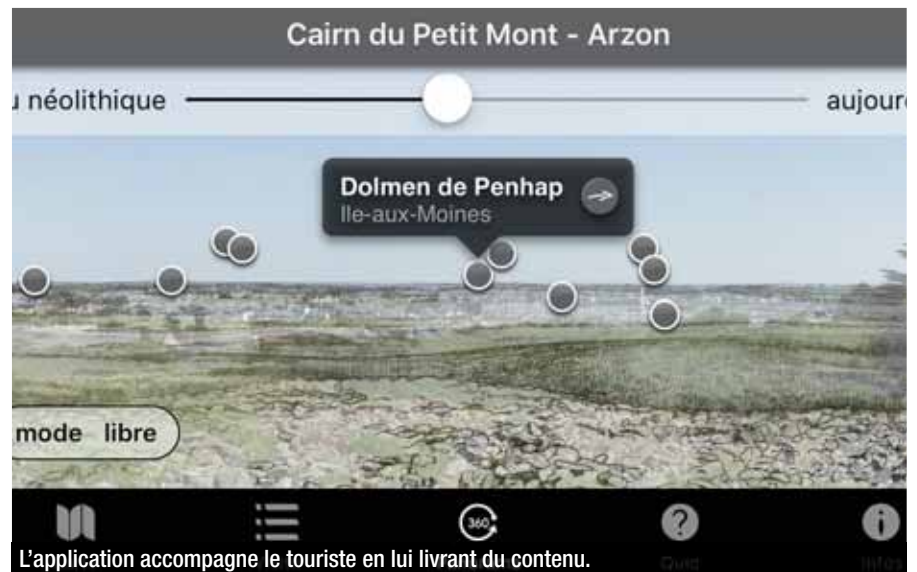 Cairn du Petit Mont - Arzon
néolithique
Dolmen de Penhap
Ile-aux-Moines
mode libre
360
?
i
L'application accompagne le touriste en lui livrant du contenu.